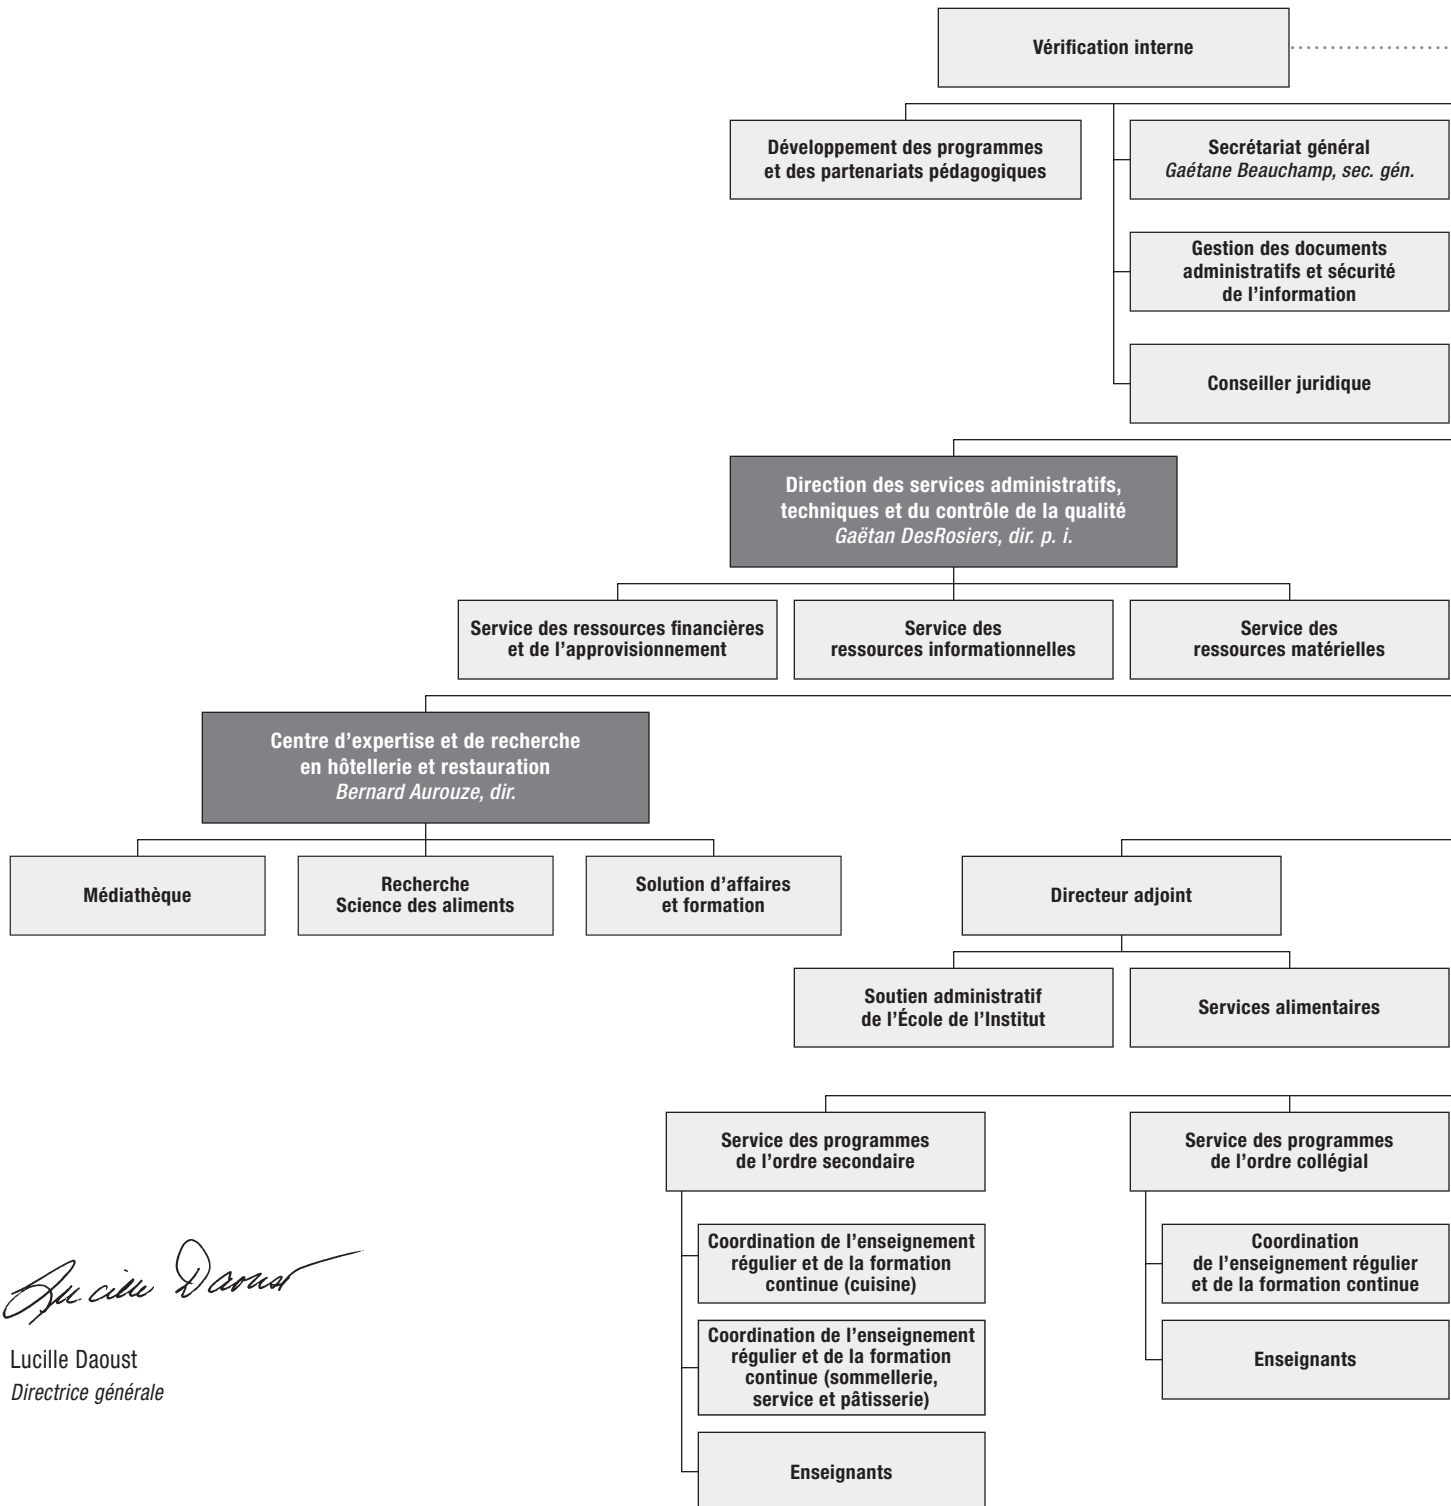 Vérification interne
Développement des programmes
et des partenariats pédagogiques
Secrétariat général
Gaétane Beauchamp, sec. gén.
Gestion des documents
administratifs et sécurité
de l’information
Conseiller juridique
Direction des services administratifs,
techniques et du contrôle de la qualité
Gaëtan DesRosiers, dir. p. i.
Service des ressources financières
et de l’approvisionnement
Service des
ressources informationnelles
Service des
ressources matérielles
Centre d’expertise et de recherche
en hôtellerie et restauration
Bernard Aurouze, dir.
Médiathèque
Recherche
Science des aliments
Solution d’affaires
et formation
Directeur adjoint
Soutien administratif
de l’École de l’Institut
Services alimentaires
Service des programmes
de l’ordre secondaire
Coordination de l’enseignement
régulier et de la formation
continue (cuisine)
Coordination de l’enseignement
régulier et de la formation
continue (sommellerie,
service et pâtisserie)
Enseignants
Service des programmes
de l’ordre collégial
Coordination
de l’enseignement régulier
et de la formation continue
Enseignants
Lucille Daoust
Lucille Daoust
Directrice générale